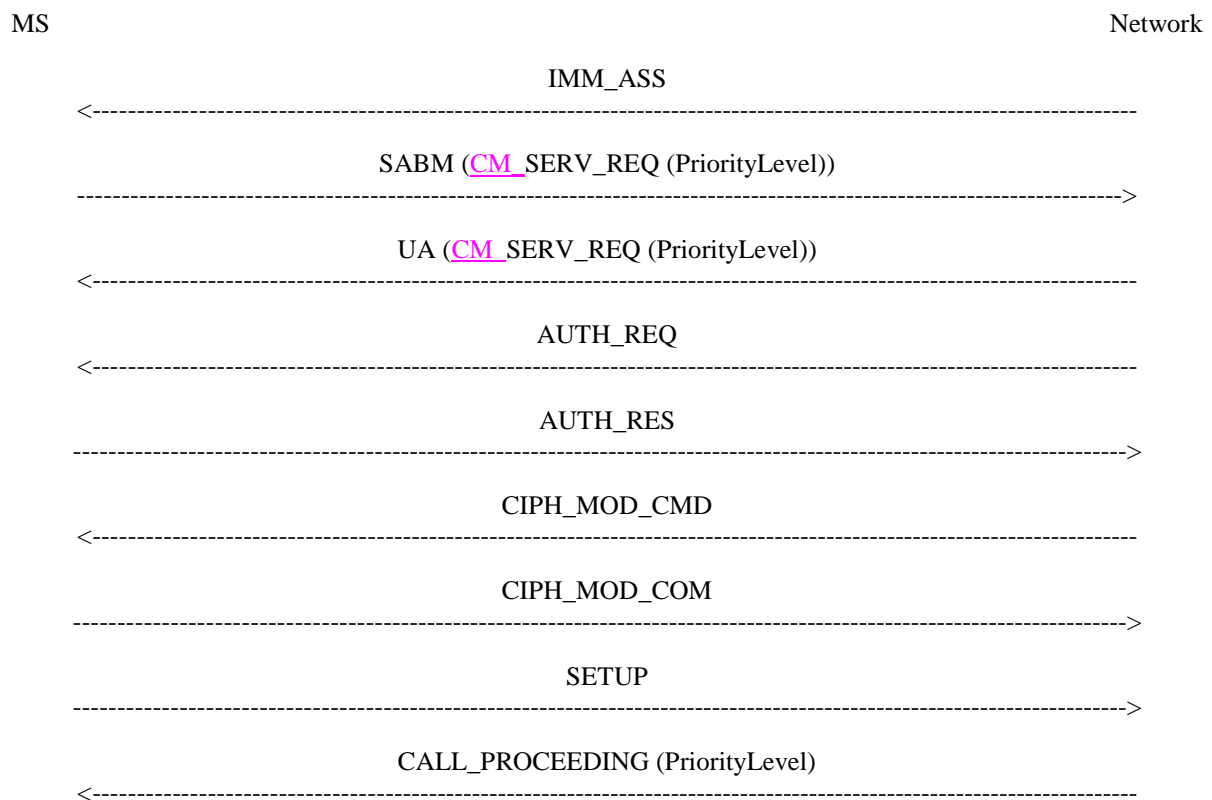 MS Network
IMM_ASS
<----------------------------------------------------------------------------------------------------------------------
SABM (CM_SERV_REQ (PriorityLevel))
---------------------------------------------------------------------------------------------------------------------->
UA (CM_SERV_REQ (PriorityLevel))
<----------------------------------------------------------------------------------------------------------------------
AUTH_REQ
<----------------------------------------------------------------------------------------------------------------------
AUTH_RES
---------------------------------------------------------------------------------------------------------------------->
CIPH_MOD_CMD
<----------------------------------------------------------------------------------------------------------------------
CIPH_MOD_COM
---------------------------------------------------------------------------------------------------------------------->
SETUP
---------------------------------------------------------------------------------------------------------------------->
CALL_PROCEEDING (PriorityLevel)
<----------------------------------------------------------------------------------------------------------------------